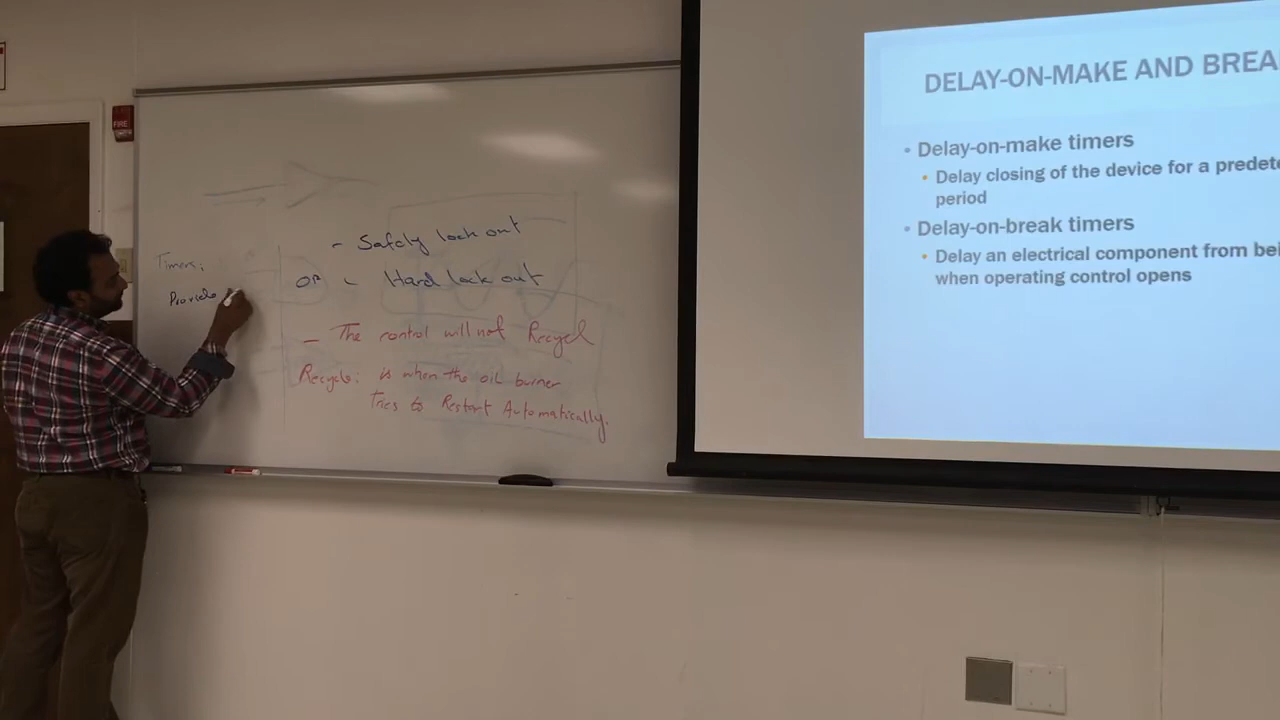 FIRE
Timers:
Provide
- Safety lock out
OR - Hard lock out
- The control will not Recycl
Recycle: is when the oil burner
Tries to Restart Automatically.
DELAY-ON-MAKE AND BREA
• Delay-on-make timers
• Delay closing of the device for a predete
period
• Delay-on-break timers
• Delay an electrical component from bei
when operating control opens